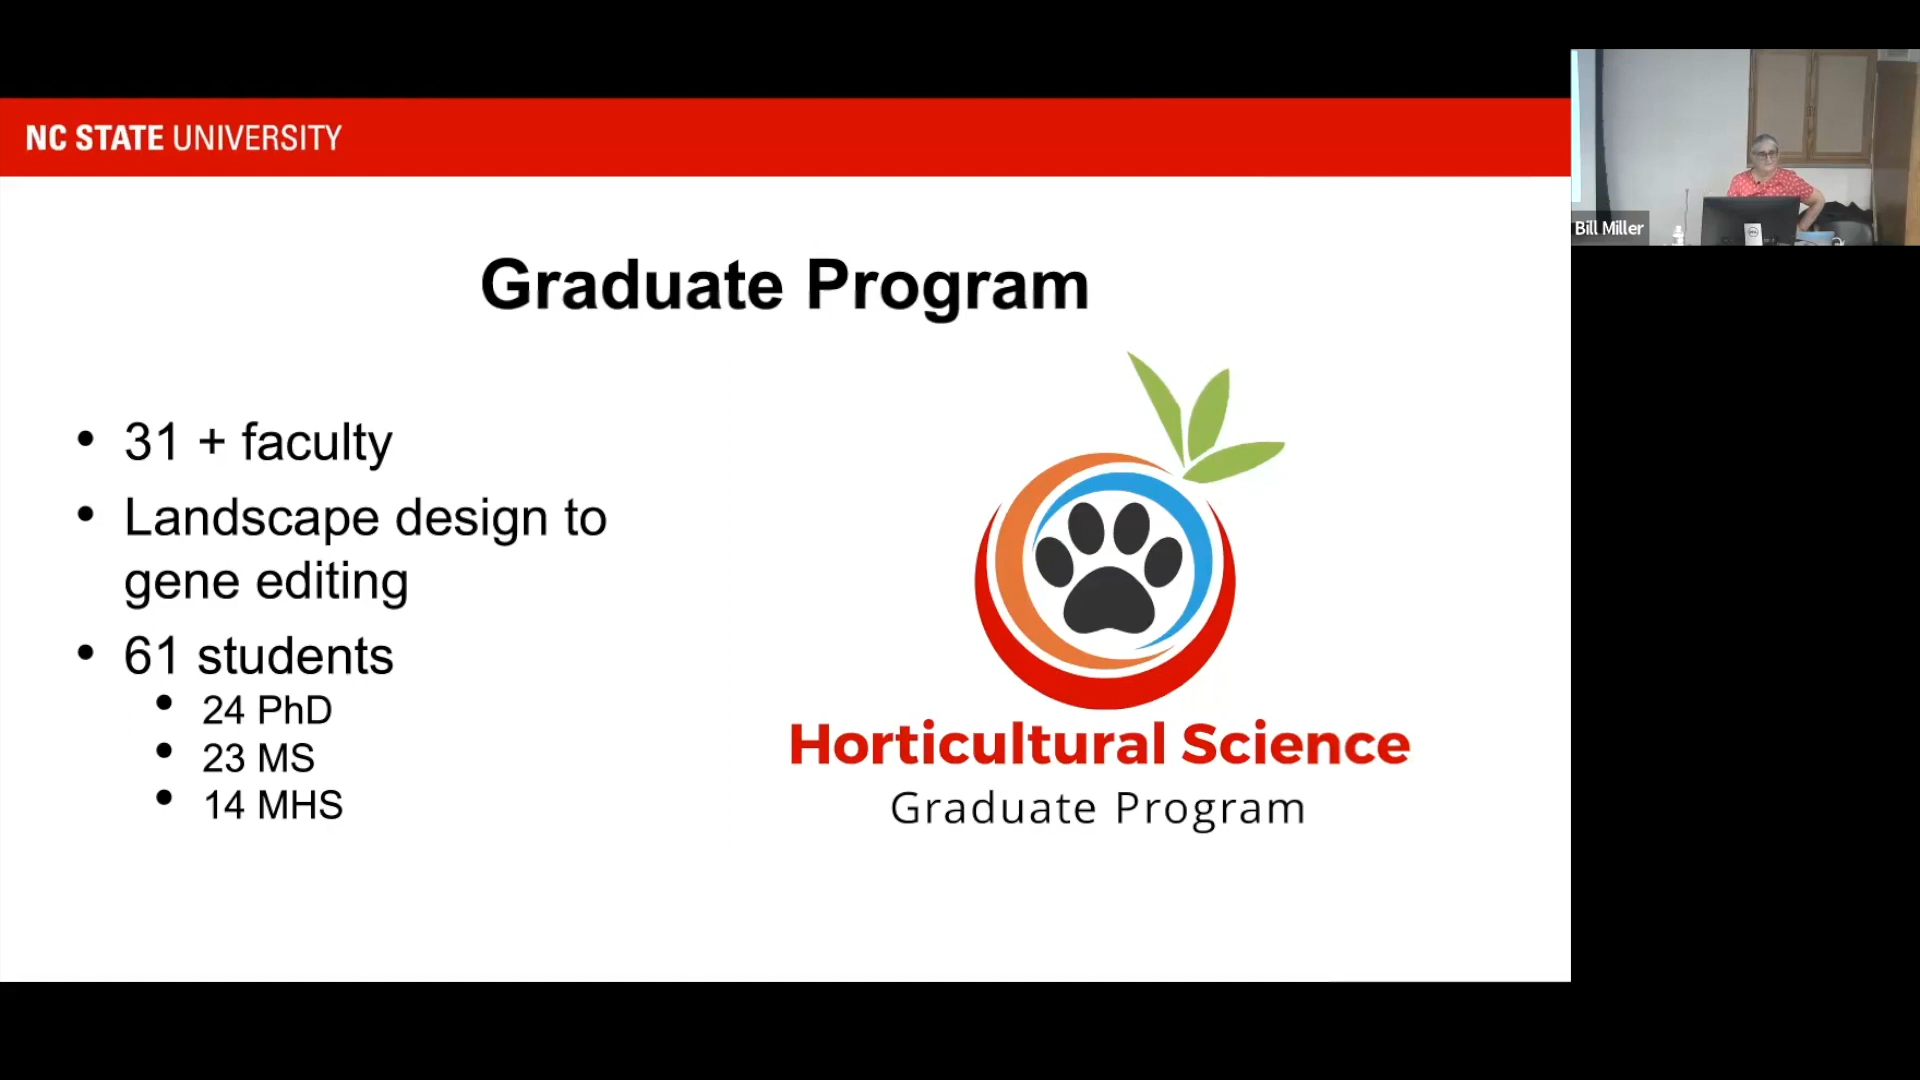 NC STATE UNIVERSITY
Graduate Program
• 31 + faculty
• Landscape design to
gene editing
• 61 students
• 24 PhD
• 23 MS
• 14 MHS
Horticultural Science
Graduate Program
Bill Miller